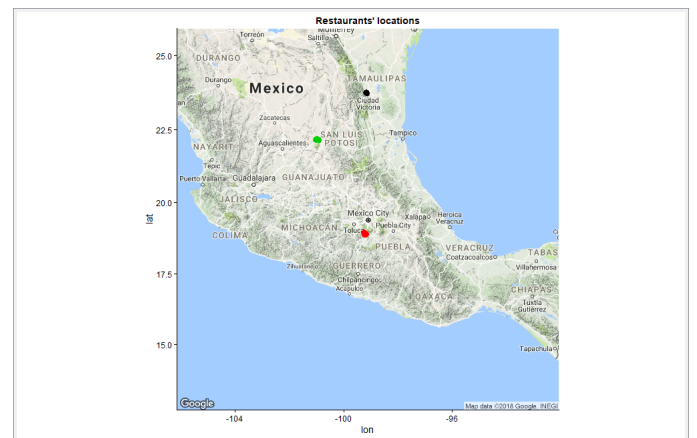 Restaurants' locations
Torreón
Saltillo
Monterrey
25.0
DURANGO
TAMAULIPAS
Durango
Mexico
Ciudad
Victoria
an
Zacatecas
22.5
SAN LUIS
POTOSI
Tampico
Aguascalientes
NAYARIT
Tepic
Puerto Vallarta
Guadalajara
GUANAJUATO
20.0
JALISCO
Mexico City
Xalapa
Heroica
Veracruz
COLIMA
MICHOACÁN
Toluca
Puebla City
lat
PUEBLA
VERACRUZ
Coatzacoalcos
TABAS
Villahermosa
Zihuatanejo
GUERRERO
17.5
Chilpancingo
Acapulco
OAXACA
CHIAPAS
Tuxtla
Gutiérrez
15.0
Tapachula
Google
Map data ©2018 Google, INEGI
-104
-100
-96
lon